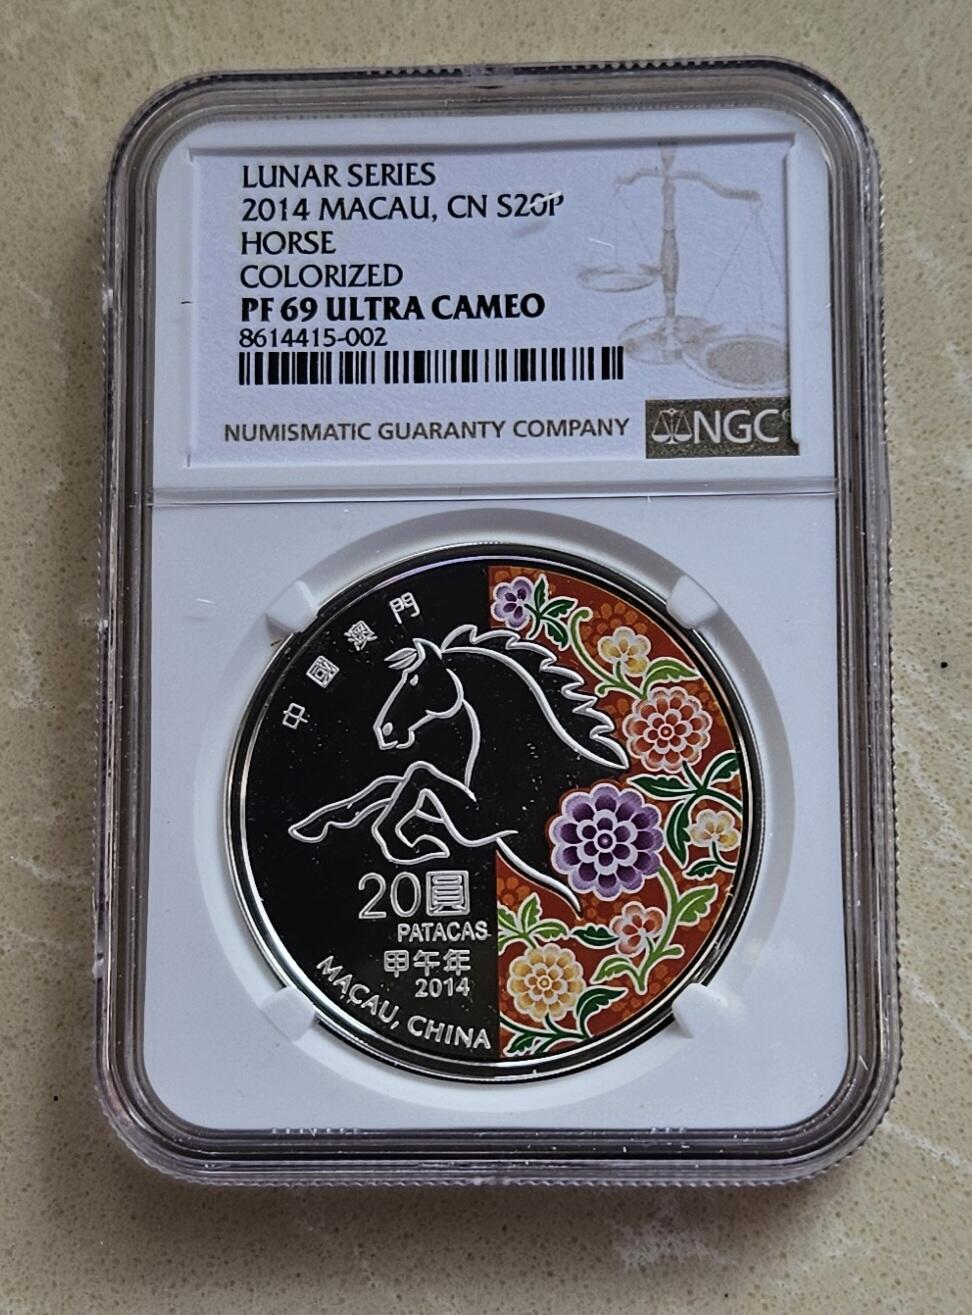 LUNAR SERIES
2014 MACAU, CN S20P
HORSE
COLORIZED
PF 69 ULTRA CAMEO
8614415-002
NUMISMATIC GUARANTY COMPANY
NGC
中國澳門
20圓
PATACAS
甲午年
2014
MACAU, CHINA